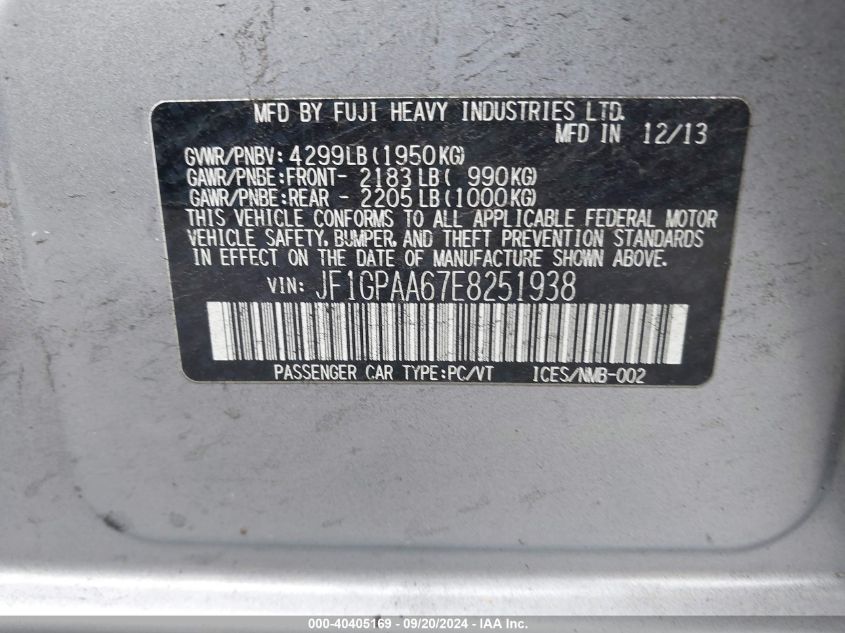 MFD BY FUJI HEAVY INDUSTRIES LTD.
MFD IN 12/13
GVWR/PNBV: 4299LB (1950KG)
GAWR/PNBE: FRONT- 2183LB ( 990KG)
GAWR/PNBE: REAR - 2205LB (1000KG)
THIS VEHICLE CONFORMS TO ALL APPLICABLE FEDERAL MOTOR
VEHICLE SAFETY, BUMPER, AND THEFT PREVENTION STANDARDS
IN EFFECT ON THE DATE OF MANUFACTURE SHOWN ABOVE.
VIN: JF1GPAA67E8251938
PASSENGER CAR TYPE:PC/VT ICES/NMB-002
000-40405169 - 09/20/2024 - IAA Inc.